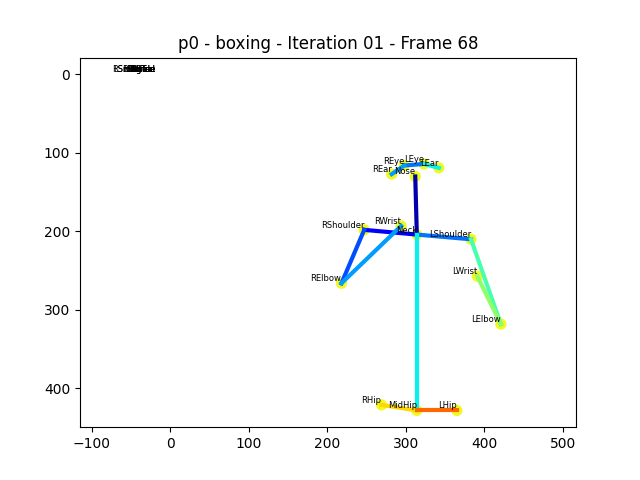 p0 - boxing - Iteration 01 - Frame 68
0
100
200
300
400
−100
0
100
200
300
400
500
REye
LEye
LEar
REar
Nose
RShoulder
RWrist
Neck
LShoulder
RElbow
LWrist
LElbow
RHip
MidHip
LHip